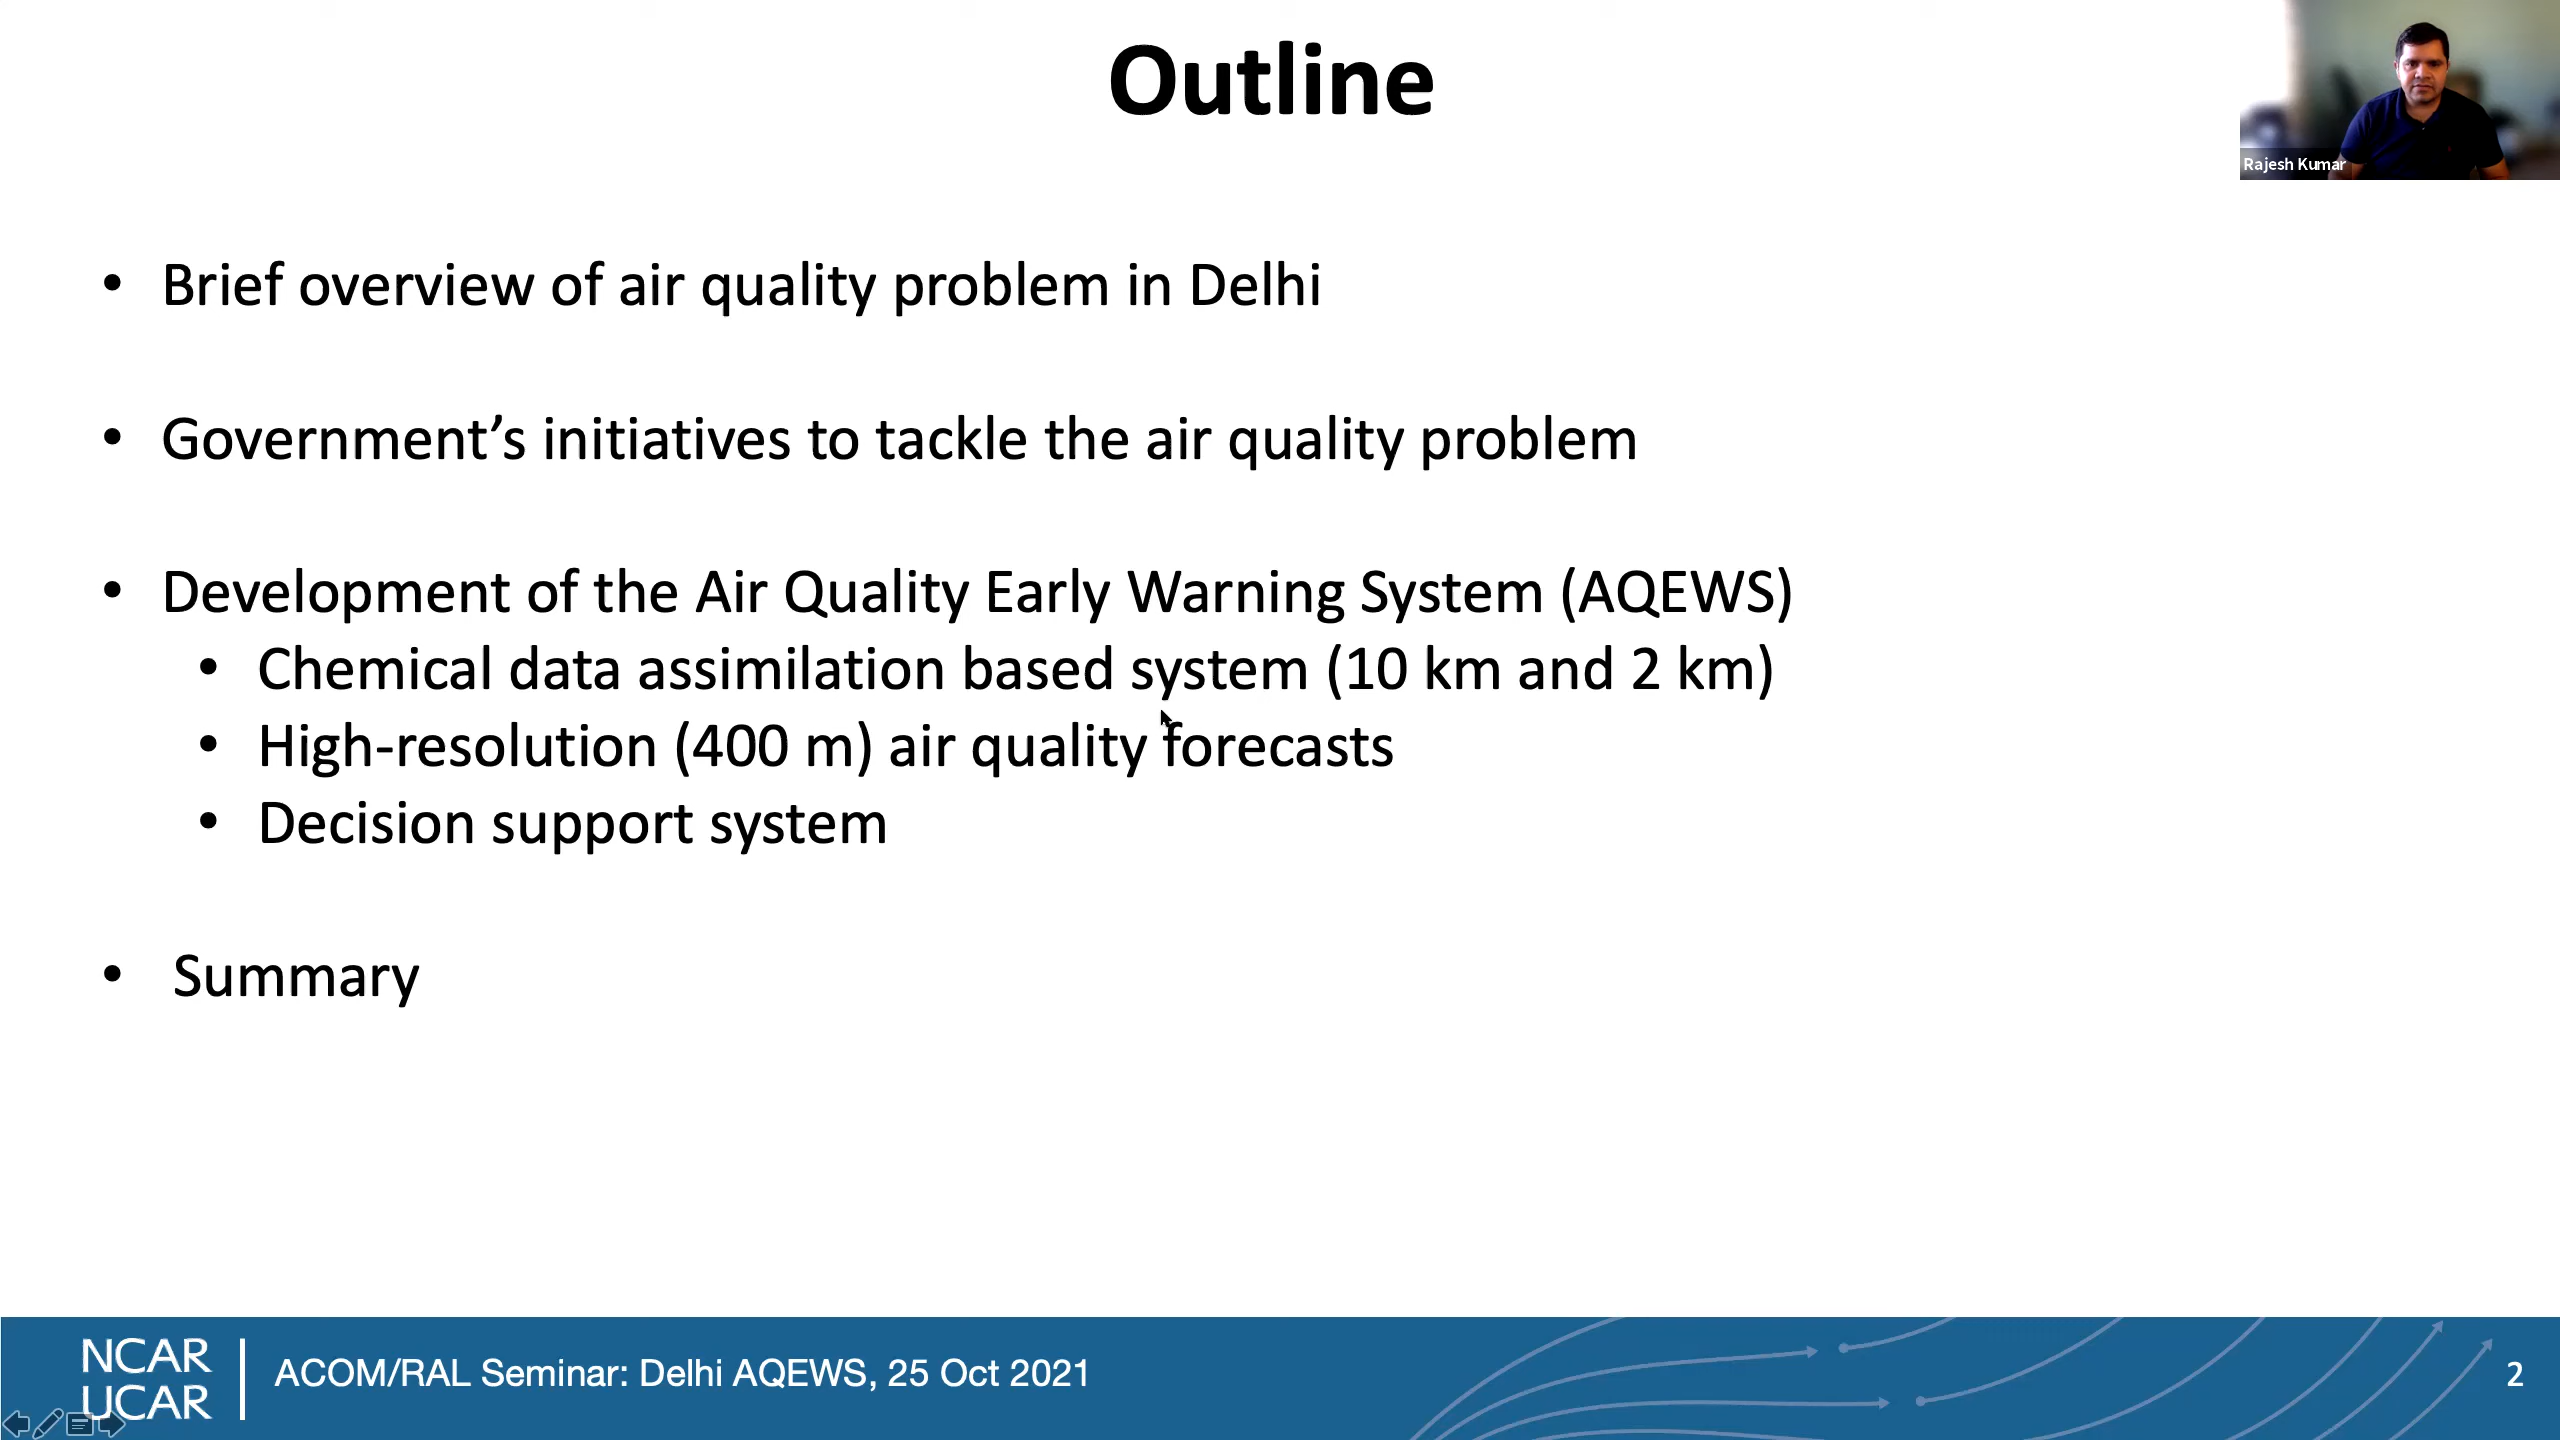 Outline
Rajesh Kumar
• Brief overview of air quality problem in Delhi
• Government’s initiatives to tackle the air quality problem
• Development of the Air Quality Early Warning System (AQEWS)
• Chemical data assimilation based system (10 km and 2 km)
• High-resolution (400 m) air quality forecasts
• Decision support system
• Summary
NCAR
UCAR
ACOM/RAL Seminar: Delhi AQEWS, 25 Oct 2021
2